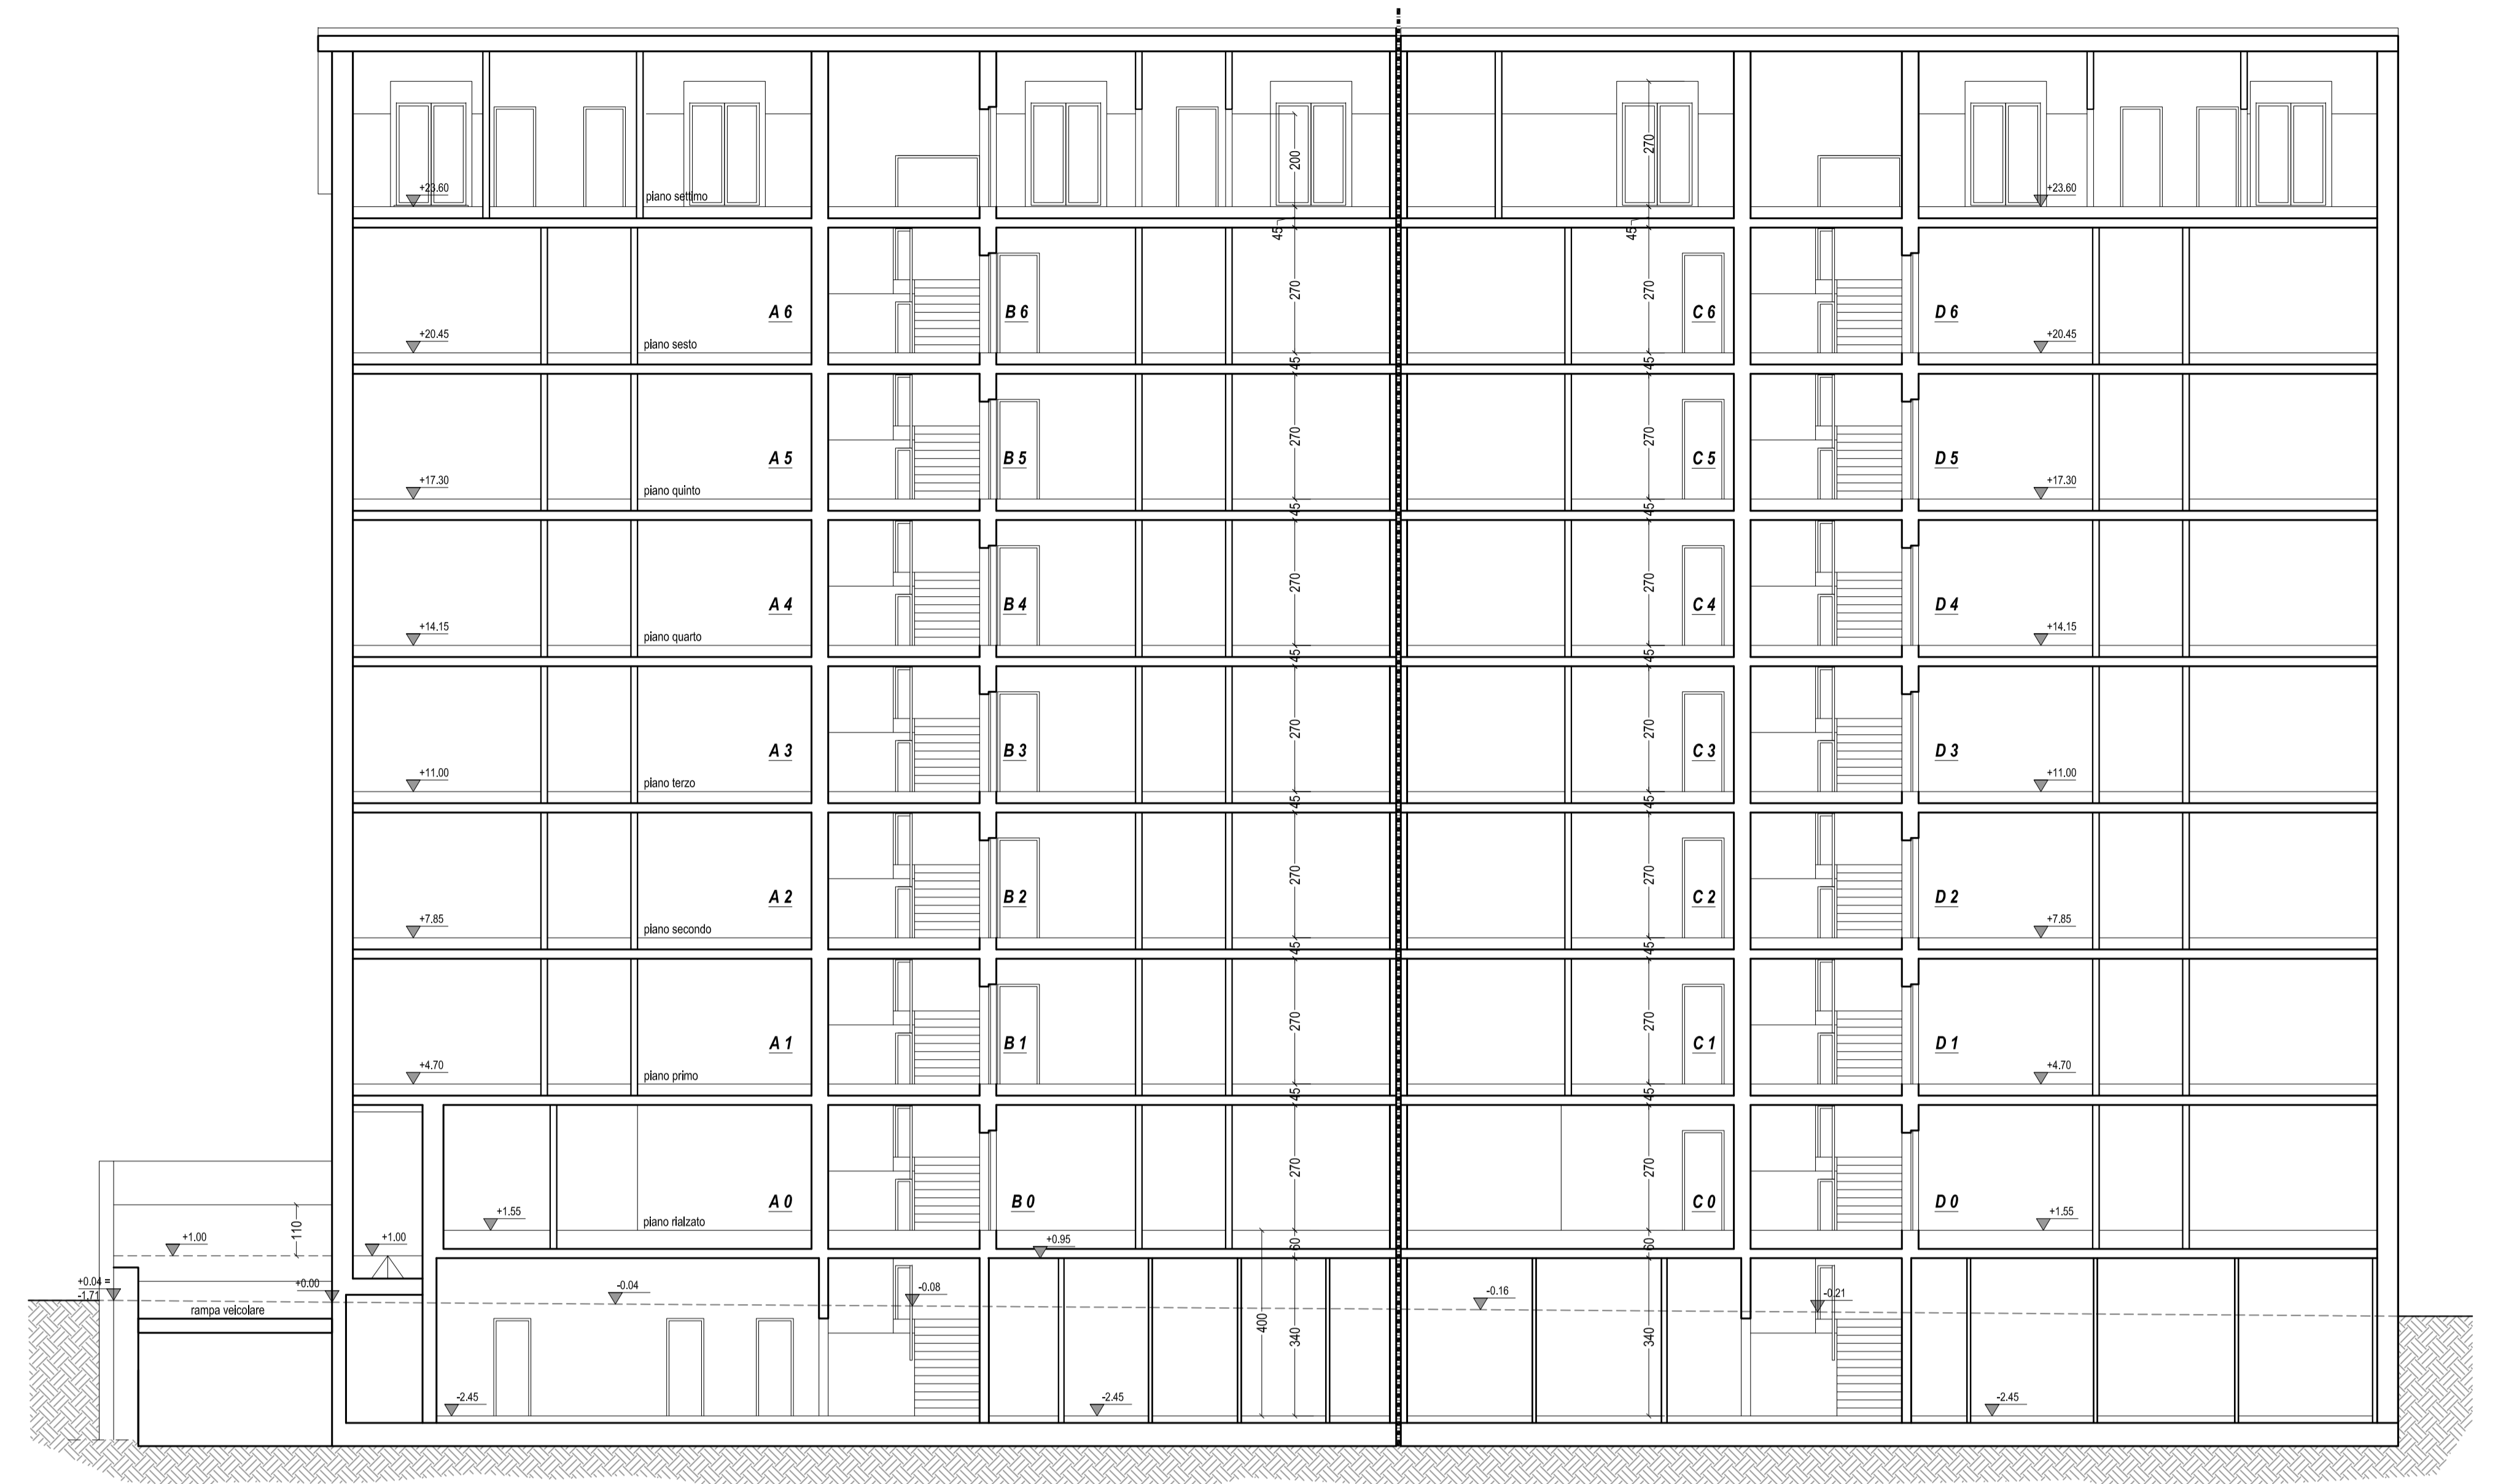 270
200
+23.60
piano settimo
+23.60
45
45
A 6
B 6
270
270
C 6
D 6
+20.45
piano sesto
+20.45
45
45
A 5
B 5
270
270
C 5
D 5
+17.30
piano quinto
+17.30
45
45
A 4
B 4
270
270
C 4
D 4
+14.15
piano quarto
+14.15
45
45
A 3
B 3
270
270
C 3
D 3
+11.00
piano terzo
+11.00
45
45
A 2
B 2
270
270
C 2
D 2
+7.85
piano secondo
+7.85
45
45
A 1
B 1
270
270
C 1
D 1
+4.70
piano primo
+4.70
45
45
270
270
A 0
B 0
C 0
D 0
+1.55
piano rialzato
+1.55
110
+1.00
+1.00
+0.95
60
60
+0.04 =
-1.71
+0.00
-0.04
-0.08
-0.16
-0.21
rampa veicolare
400
340
340
-2.45
-2.45
-2.45